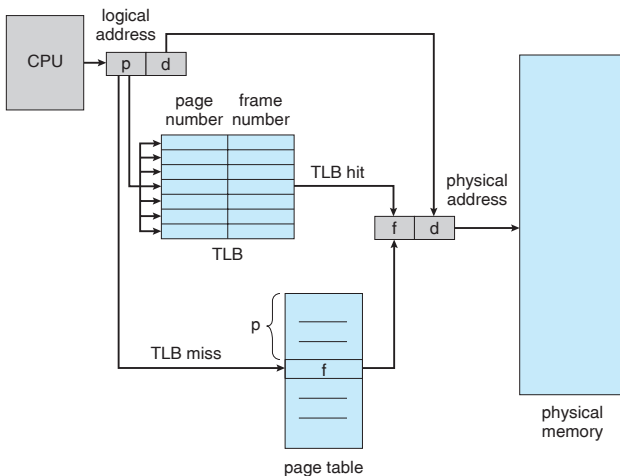 logical
address
CPU
p
d
page
number
frame
number
TLB hit
physical
address
f
d
TLB
p
TLB miss
f
page table
physical
memory